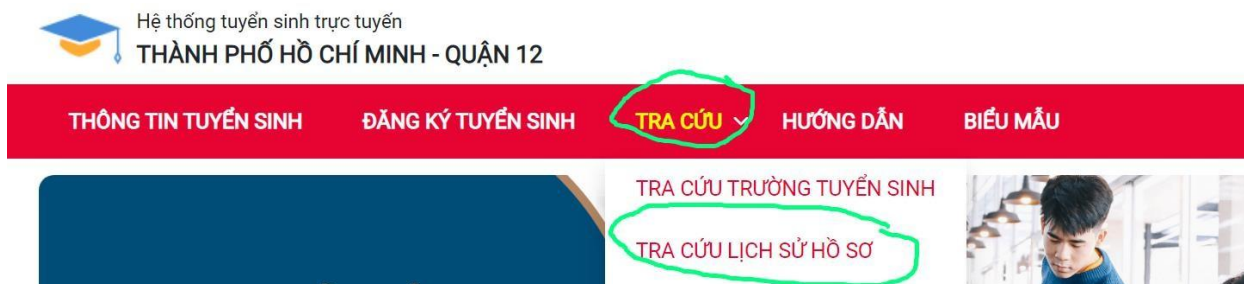 Hệ thống tuyển sinh trực tuyến
THÀNH PHỐ HỒ CHÍ MINH - QUẬN 12
THÔNG TIN TUYỂN SINH ĐĂNG KÝ TUYỂN SINH TRA CỨU HƯỚNG DẪN BIỂU MẪU
TRA CỨU TRƯỜNG TUYỂN SINH
TRA CỨU LỊCH SỬ HỒ SƠ